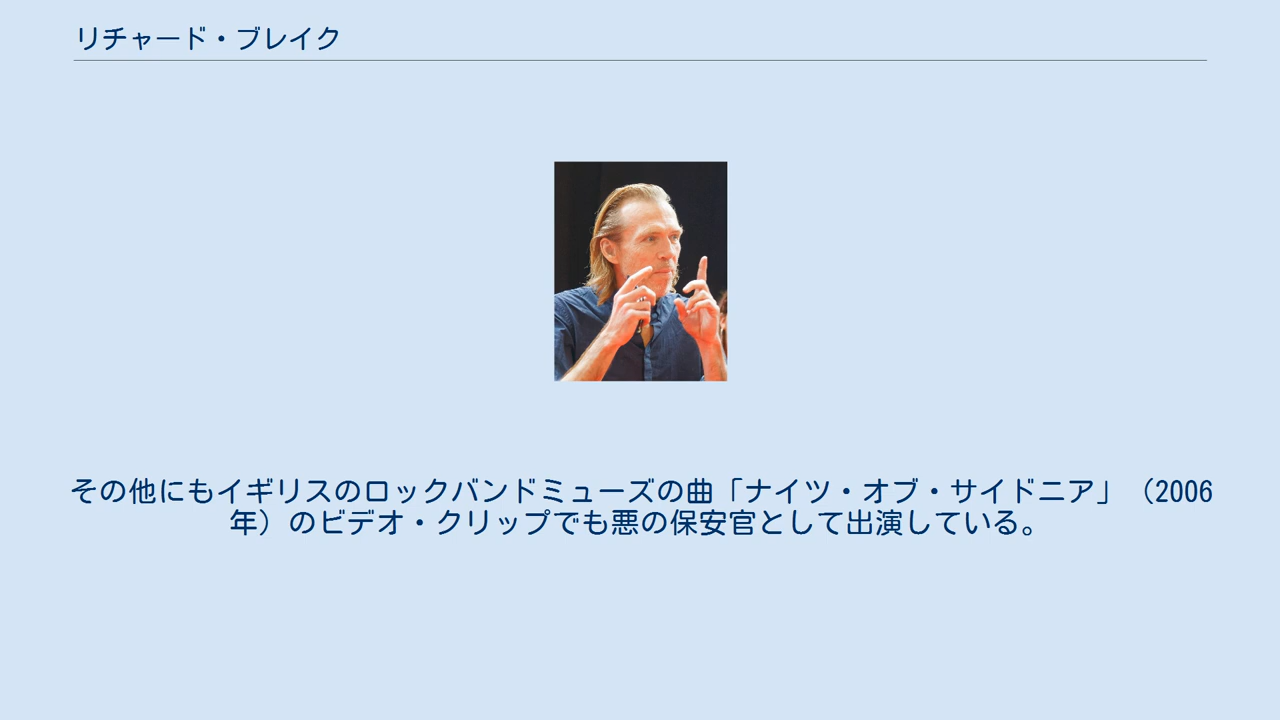 リチャード・ブレイク
その他にもイギリスのロックバンドミューズの曲「ナイツ・オブ・サイドニア」（2006
年）のビデオ・クリップでも悪の保安官として出演している。